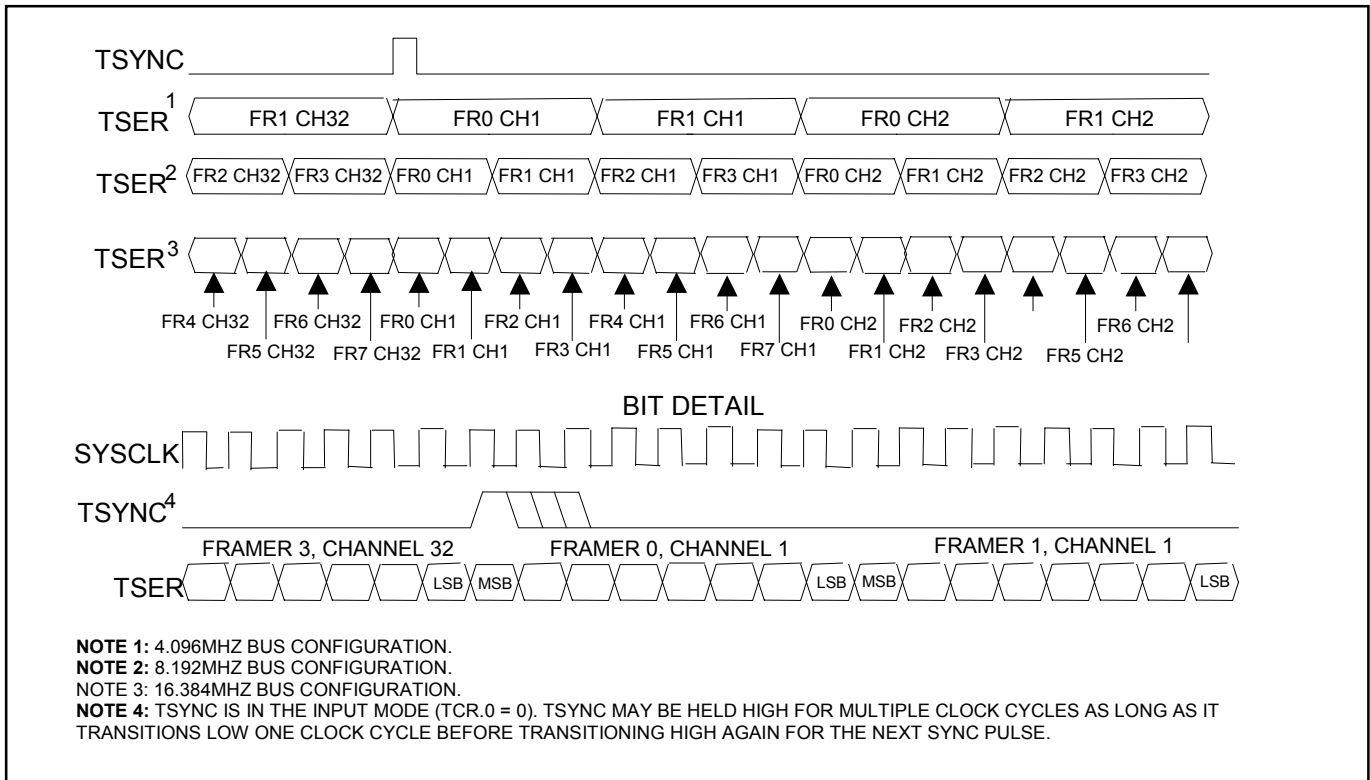 TSYNC
TSER1 FR1 CH32 FR0 CH1 FR1 CH1 FR0 CH2 FR1 CH2
TSER2 FR2 CH32 FR3 CH32 FR0 CH1 FR1 CH1 FR2 CH1 FR3 CH1 FR0 CH2 FR1 CH2 FR2 CH2 FR3 CH2
TSER3
FR4 CH32 FR6 CH32 FR0 CH1 FR2 CH1 FR4 CH1 FR6 CH1 FR0 CH2 FR2 CH2 FR6 CH2
FR5 CH32 FR7 CH32 FR1 CH1 FR3 CH1 FR5 CH1 FR7 CH1 FR1 CH2 FR3 CH2 FR5 CH2
BIT DETAIL
SYSCLK
TSYNC4
FRAMER 3, CHANNEL 32 FRAMER 0, CHANNEL 1 FRAMER 1, CHANNEL 1
TSER LSB MSB LSB MSB LSB
NOTE 1: 4.096MHZ BUS CONFIGURATION.
NOTE 2: 8.192MHZ BUS CONFIGURATION.
NOTE 3: 16.384MHZ BUS CONFIGURATION.
NOTE 4: TSYNC IS IN THE INPUT MODE (TCR.0 = 0). TSYNC MAY BE HELD HIGH FOR MULTIPLE CLOCK CYCLES AS LONG AS IT
TRANSITIONS LOW ONE CLOCK CYCLE BEFORE TRANSITIONING HIGH AGAIN FOR THE NEXT SYNC PULSE.